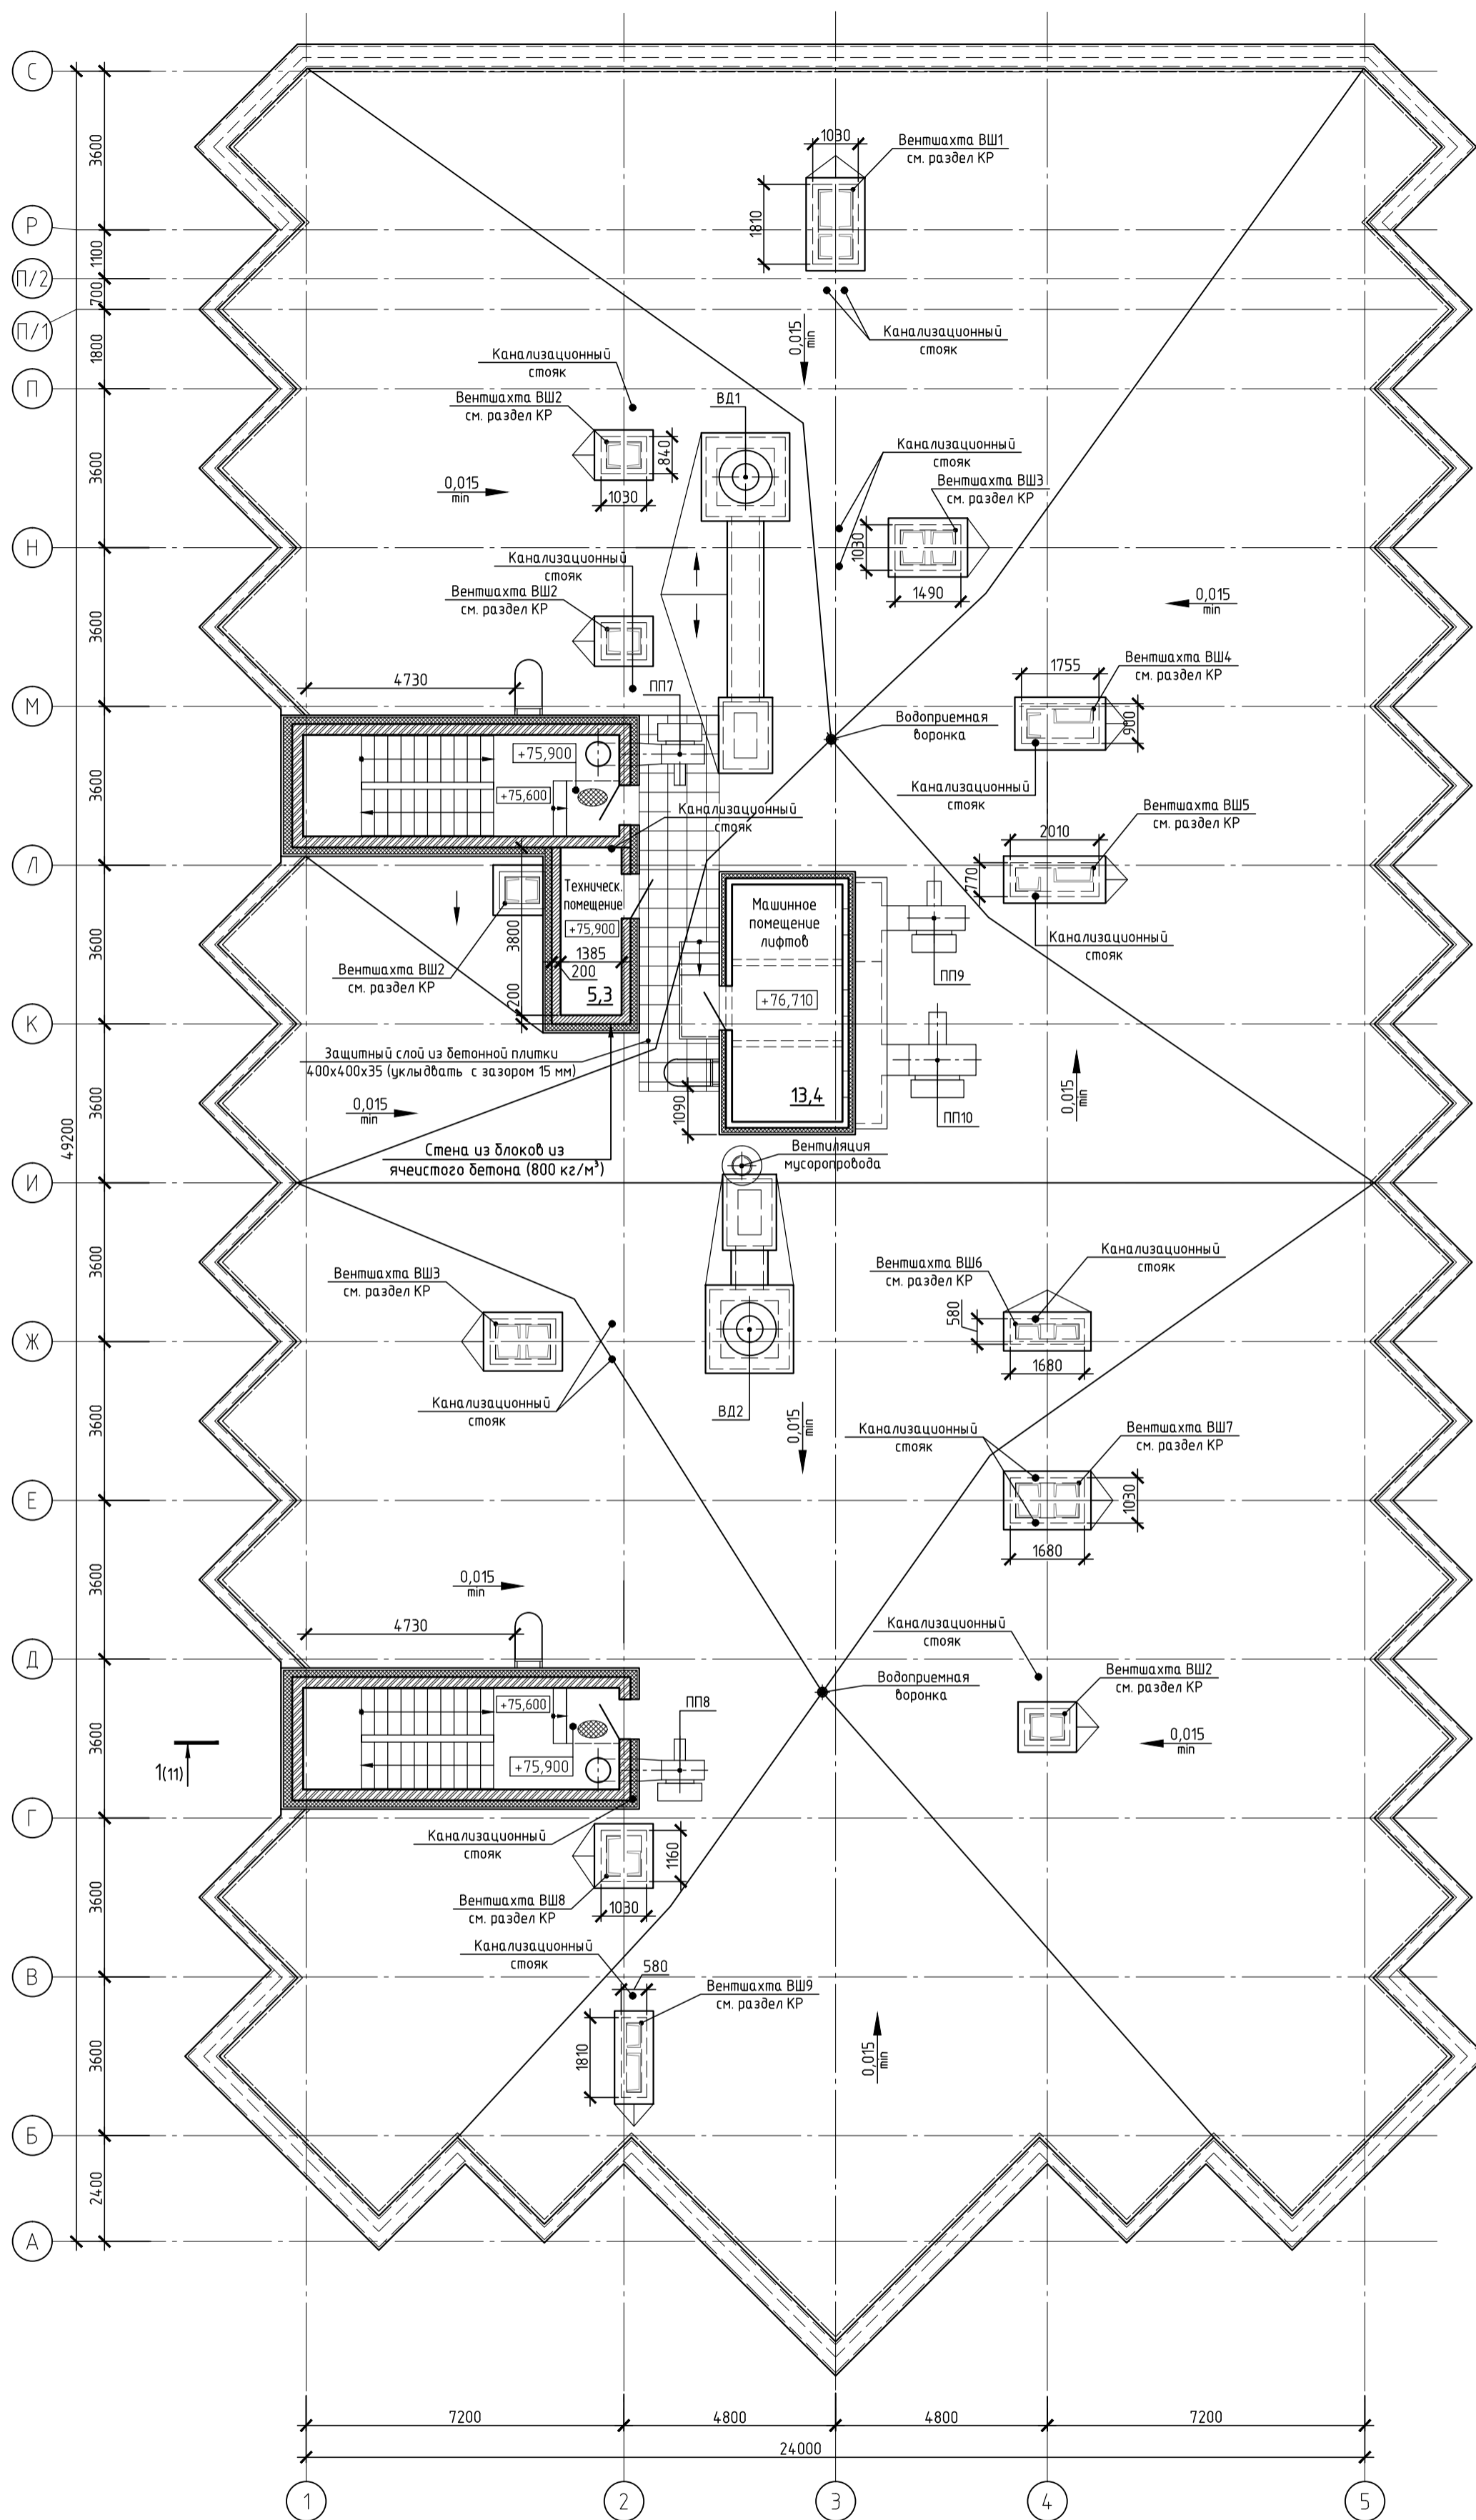 С
3600
1030
Вентшахта ВШ1
см. раздел КР
1810
Р
1100
П/2
700
П/1
1800
Канализационный
стояк
0,015
min
Канализационный
стояк
П
Вентшахта ВШ2
см. раздел КР
ВД1
840
1030
3600
0,015
min
Канализационный
стояк
Вентшахта ВШ3
см. раздел КР
1030
1490
Н
Канализационный
стояк
Вентшахта ВШ2
см. раздел КР
0,015
min
3600
4730
ПП7
1755
Вентшахта ВШ4
см. раздел КР
900
М
Водоприемная
воронка
+75,900
+75,600
3600
Канализационный
стояк
Канализационный
стояк
Вентшахта ВШ5
см. раздел КР
2010
770
Л
Техническ.
помещение
+75,900
3800
1385
200
5,3
200
Машинное
помещение
лифтов
+76,710
13,4
Канализационный
стояк
ПП9
3600
Вентшахта ВШ2
см. раздел КР
К
Защитный слой из бетонной плитки
400х400х35 (уклыдвать с зазором 15 мм)
0,015
min
1090
0,015
min
ПП10
3600
49200
Стена из блоков из
ячеистого бетона (800 кг/м³)
Вентиляция
мусоропровода
И
3600
Вентшахта ВШ3
см. раздел КР
Вентшахта ВШ6
см. раздел КР
Канализационный
стояк
580
1680
Ж
Канализационный
стояк
ВД2
0,015
min
3600
Канализационный
стояк
Вентшахта ВШ7
см. раздел КР
1030
1680
Е
3600
0,015
min
4730
Канализационный
стояк
Д
Водоприемная
воронка
Вентшахта ВШ2
см. раздел КР
+75,600
+75,900
ПП8
0,015
min
3600
1(11)
Г
Канализационный
стояк
1160
Вентшахта ВШ8
см. раздел КР
1030
3600
Канализационный
стояк
580
В
Вентшахта ВШ9
см. раздел КР
1810
0,015
min
3600
Б
2400
А
7200
4800
4800
7200
24000
1
2
3
4
5